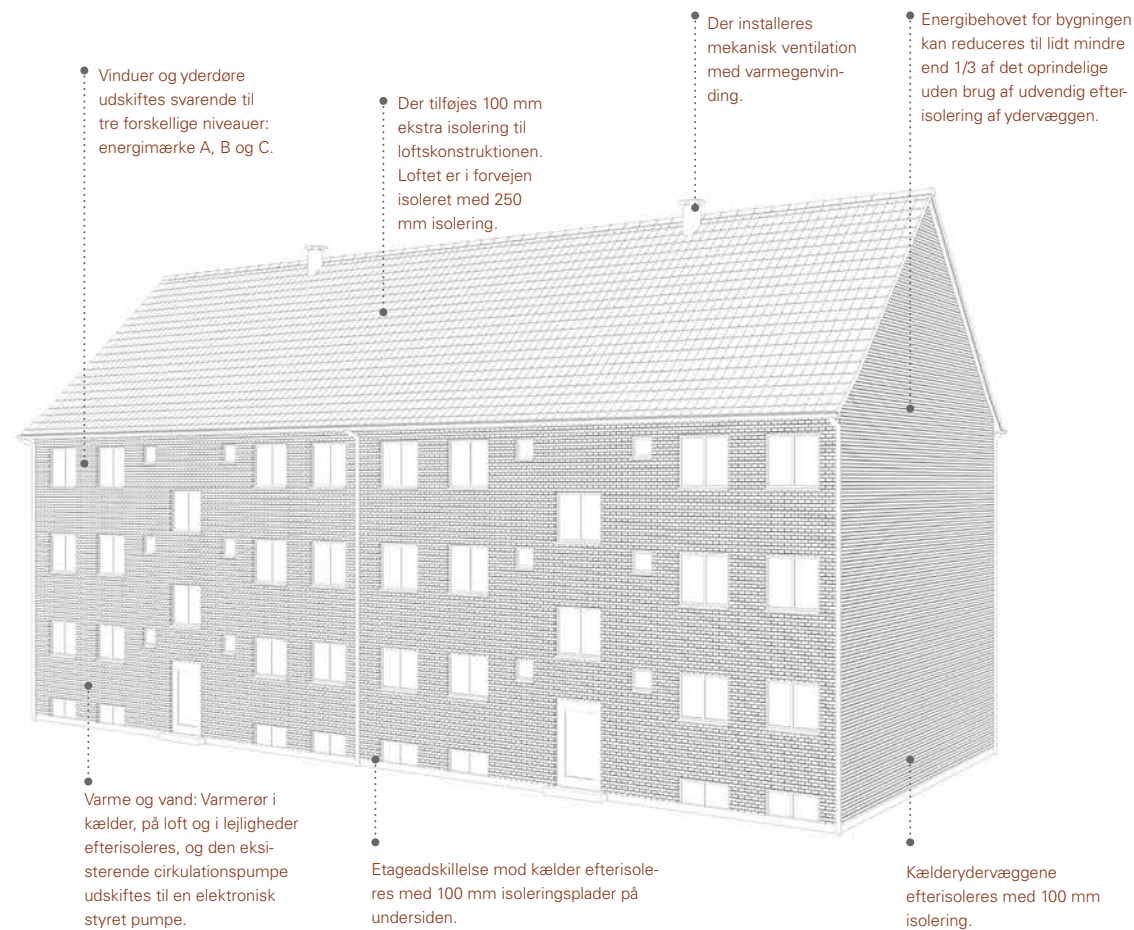 Vinduer og yderdøre
udskiftes svarende til
tre forskellige niveauer:
energimærke A, B og C.
Der tilføjes 100 mm
ekstra isolering til
loftskonstruktionen.
Loftet er i forvejen
isoleret med 250
mm isolering.
Der installeres
mekanisk ventilation
med varmegenvin-
ding.
Energibehovet for bygningen
kan reduceres til lidt mindre
end 1/3 af det oprindelige
uden brug af udvendig efter-
isolering af ydervæggen.
Varme og vand: Varmerør i
kælder, på loft og i lejligheder
efterisoleres, og den eksi-
sterende cirkulationspumpe
udskiftes til en elektronisk
styret pumpe.
Etageadskillelse mod kælder efterisole-
res med 100 mm isoleringsplader på
undersiden.
Kælderydervæggene
efterisoleres med 100 mm
isolering.